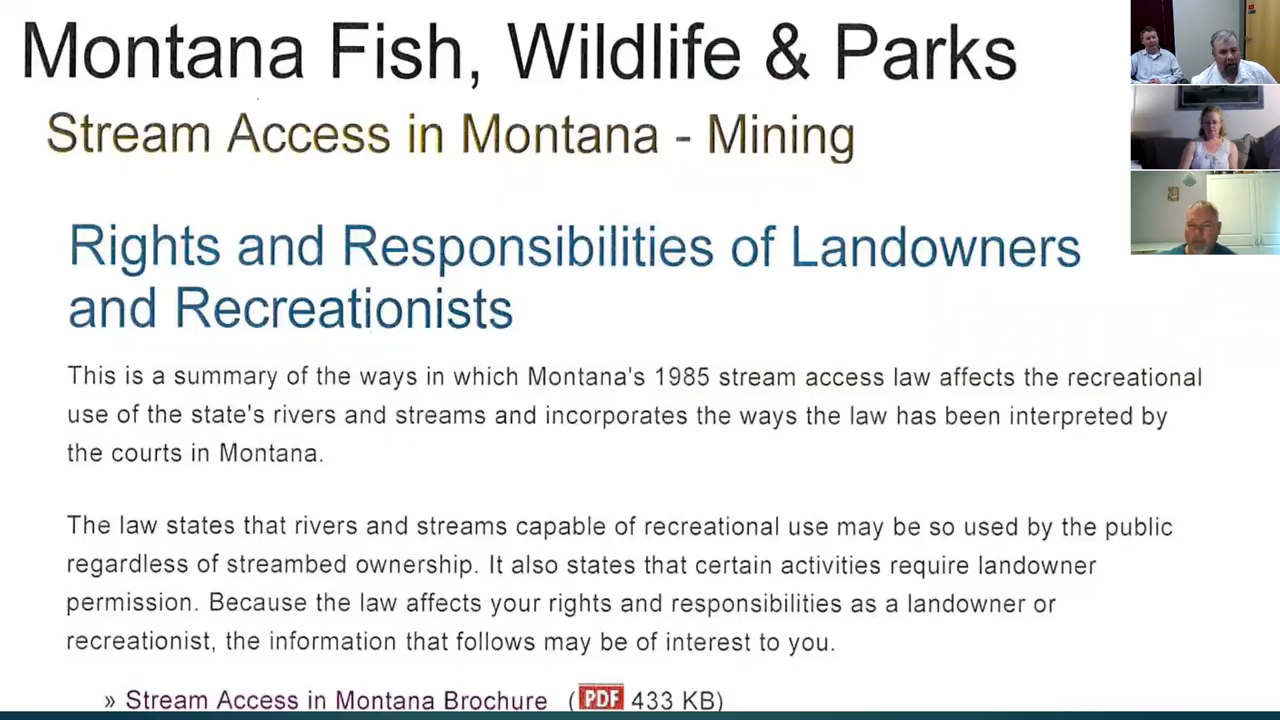 Montana Fish, Wildlife & Parks
Stream Access in Montana - Mining
Rights and Responsibilities of Landowners
and Recreationists
This is a summary of the ways in which Montana's 1985 stream access law affects the recreational
use of the state's rivers and streams and incorporates the ways the law has been interpreted by
the courts in Montana.
The law states that rivers and streams capable of recreational use may be so used by the public
regardless of streambed ownership. It also states that certain activities require landowner
permission. Because the law affects your rights and responsibilities as a landowner or
recreationist, the information that follows may be of interest to you.
» Stream Access in Montana Brochure (PDF 433 KB)